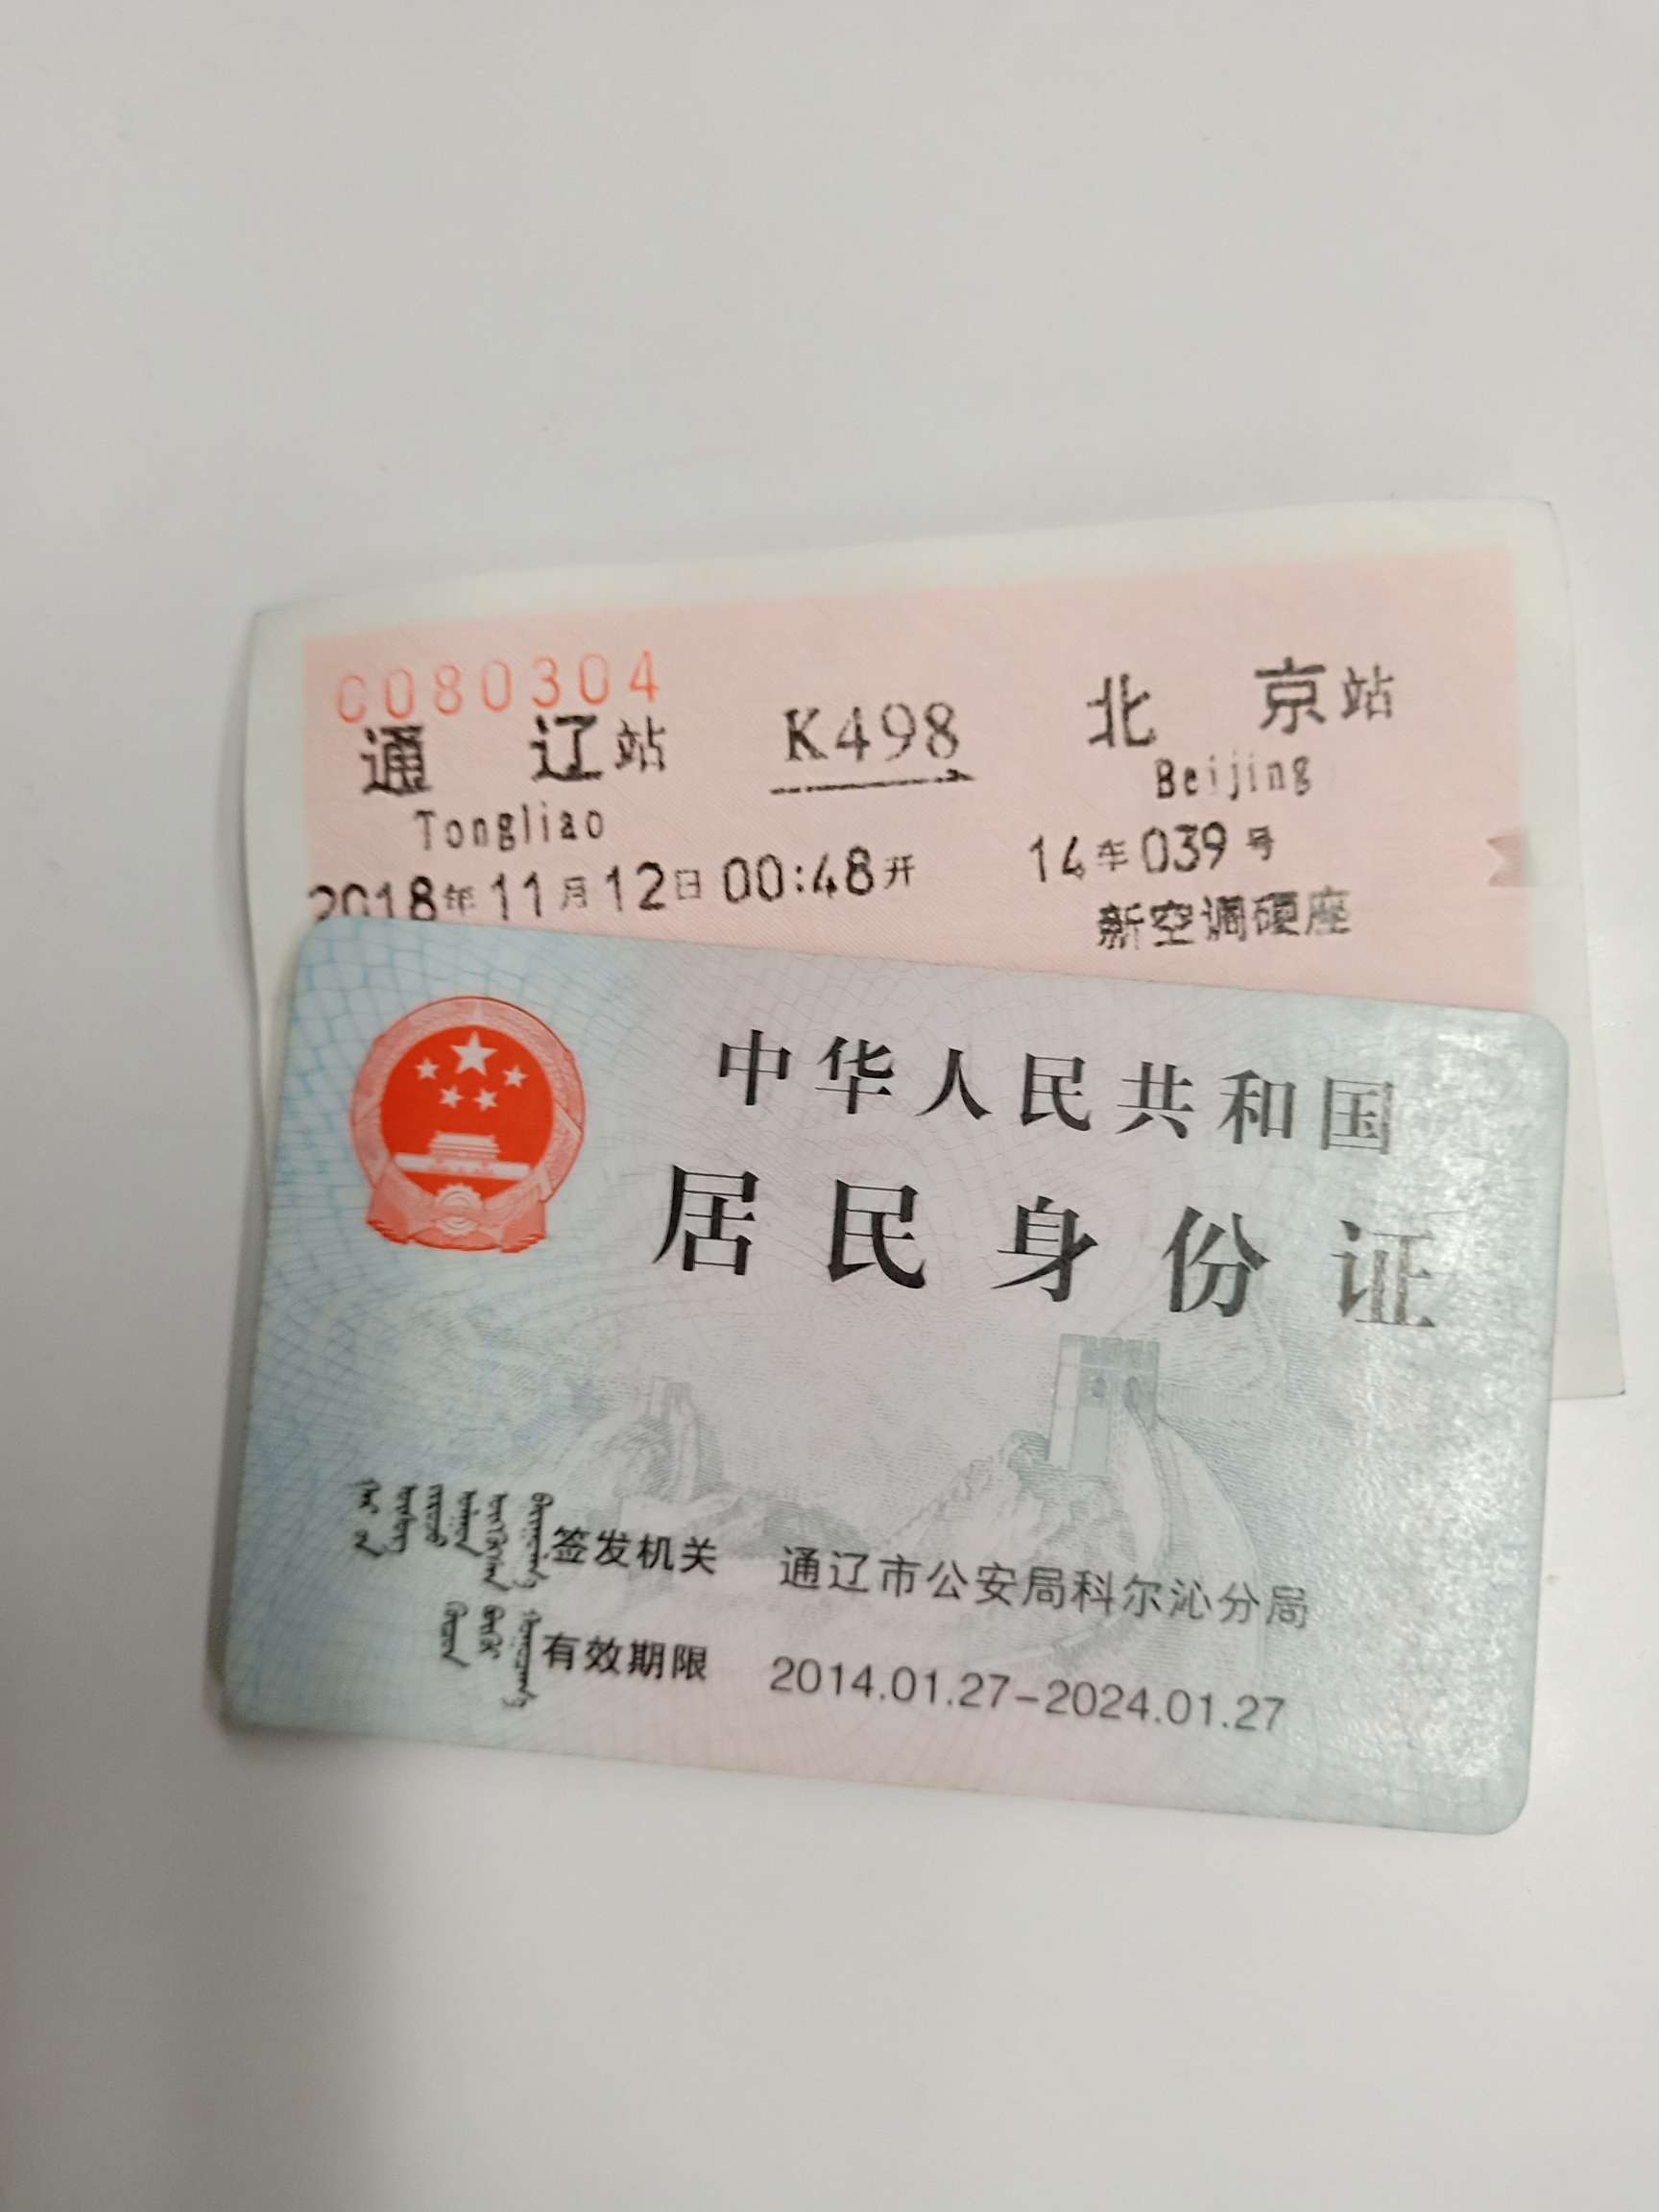 C080304
通辽站 K498 北京站
Tongliao Beijing
2018年11月12日00:48开 14车039号
新空调硬座
中华人民共和国
居民身份证
签发机关 通辽市公安局科尔沁分局
有效期限 2014.01.27-2024.01.27